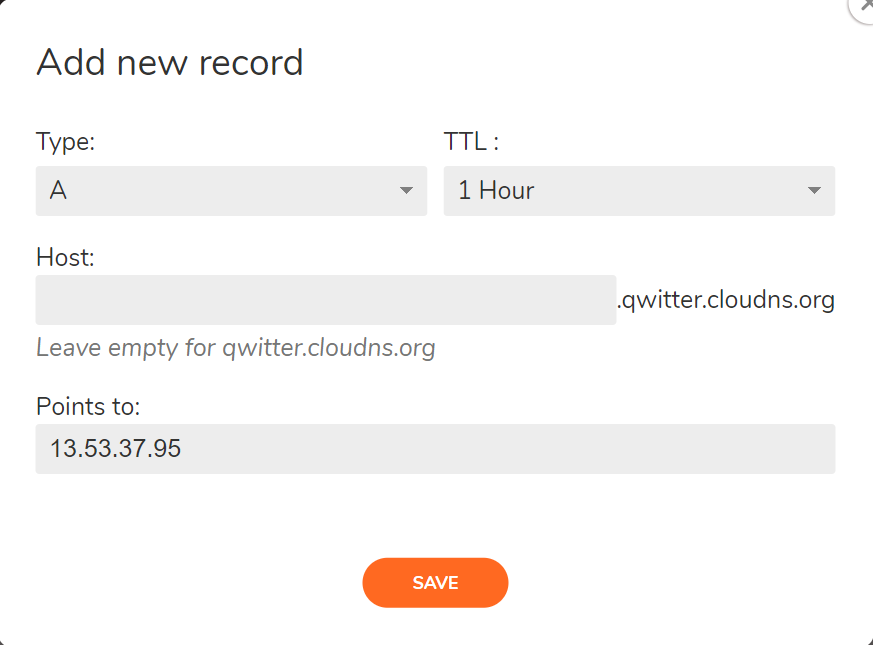 Add new record
Type:
TTL :
A
1 Hour
Host:
.qwitter.cloudns.org
Leave empty for qwitter.cloudns.org
Points to:
13.53.37.95
SAVE